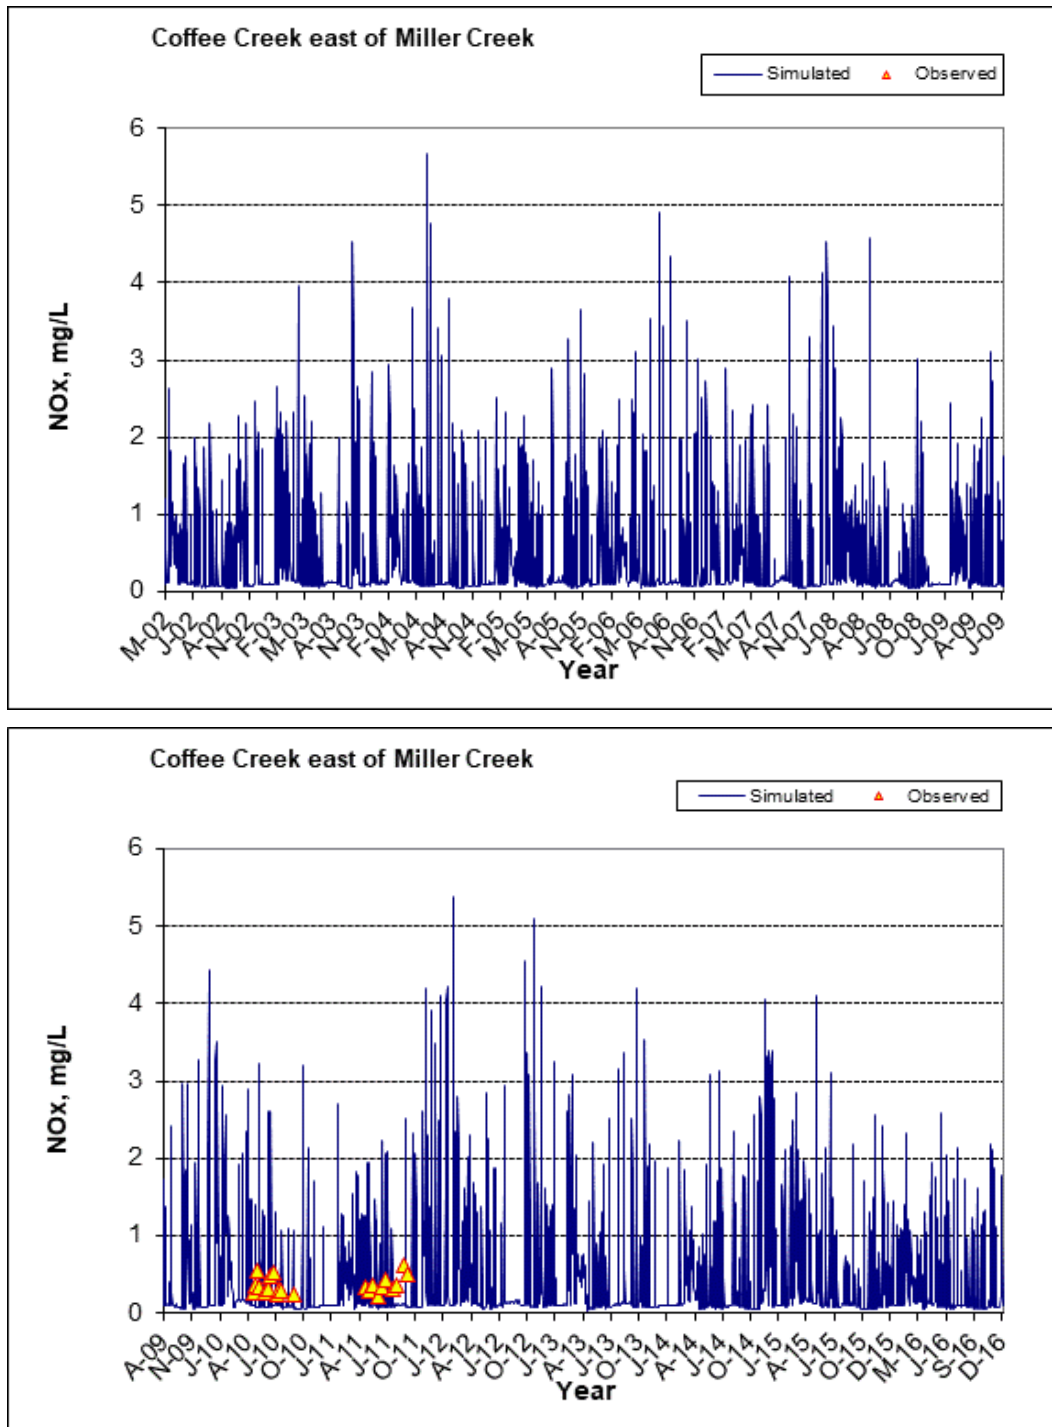 Coffee Creek east of Miller Creek
Simulated Observed
6
5
4
3
2
1
0
NOx, mg/L
M-02 J-02 A-02 N-02 F-03 M-03 A-03 N-03 F-04 M-04 A-04 N-04 F-05 M-05 A-05 N-05 F-06 M-06 A-06 N-06 F-07 M-07 A-07 N-07 J-08 A-08 J-08 O-08 J-09 A-09 J-09
Year
Coffee Creek east of Miller Creek
Simulated Observed
6
5
4
3
2
1
0
NOx, mg/L
A-09 N-09 J-10 A-10 J-10 O-10 J-11 A-11 J-11 O-11 J-12 A-12 J-12 O-12 J-13 A-13 J-13 O-13 J-14 A-14 J-14 O-14 J-15 A-15 J-15 O-15 D-15 M-16 J-16 S-16 D-16
Year